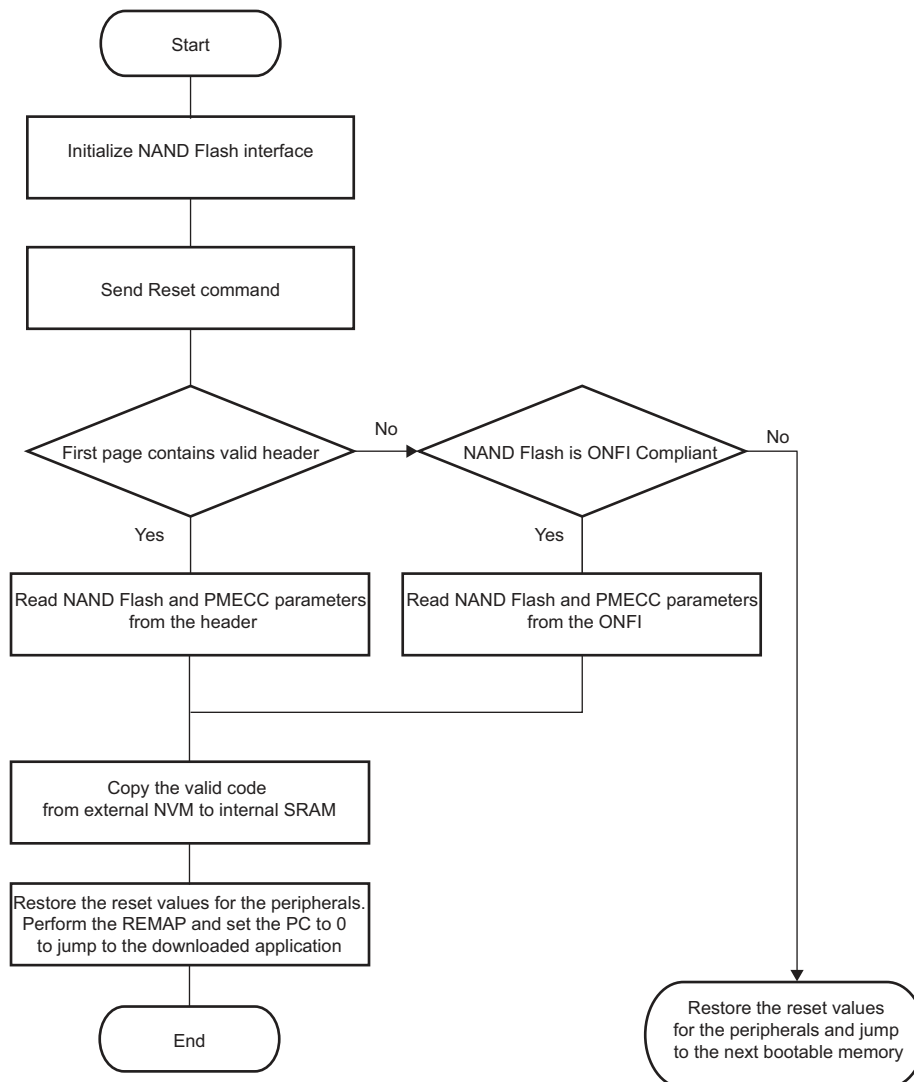 Start
Initialize NAND Flash interface
Send Reset command
First page contains valid header
No
NAND Flash is ONFI Compliant
No
Yes
Yes
Read NAND Flash and PMECC parameters
from the header
Read NAND Flash and PMECC parameters
from the ONFI
Copy the valid code
from external NVM to internal SRAM
Restore the reset values for the peripherals.
Perform the REMAP and set the PC to 0
to jump to the downloaded application
End
Restore the reset values
for the peripherals and jump
to the next bootable memory